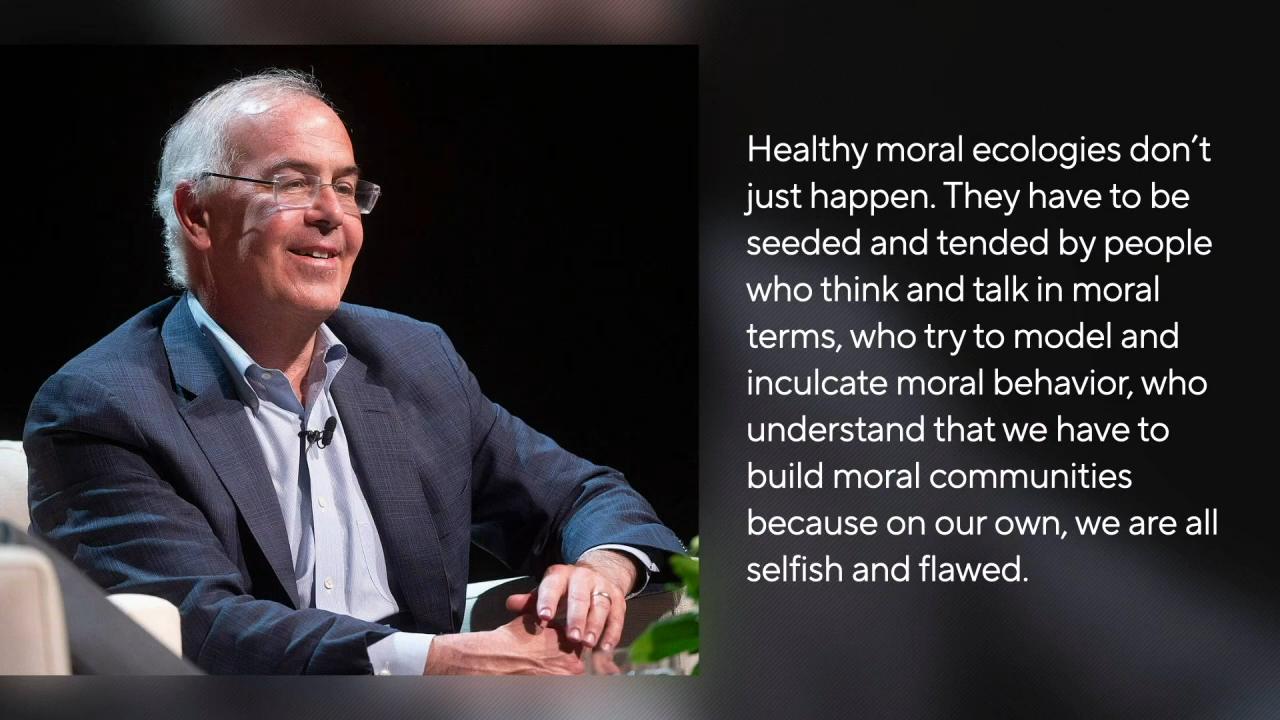 Healthy moral ecologies don’t
just happen. They have to be
seeded and tended by people
who think and talk in moral
terms, who try to model and
inculcate moral behavior, who
understand that we have to
build moral communities
because on our own, we are all
selfish and flawed.